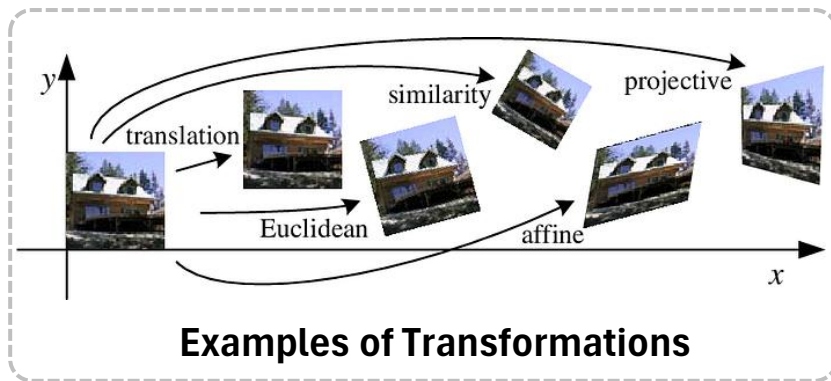 y
similarity
projective
translation
Euclidean
affine
x
Examples of Transformations